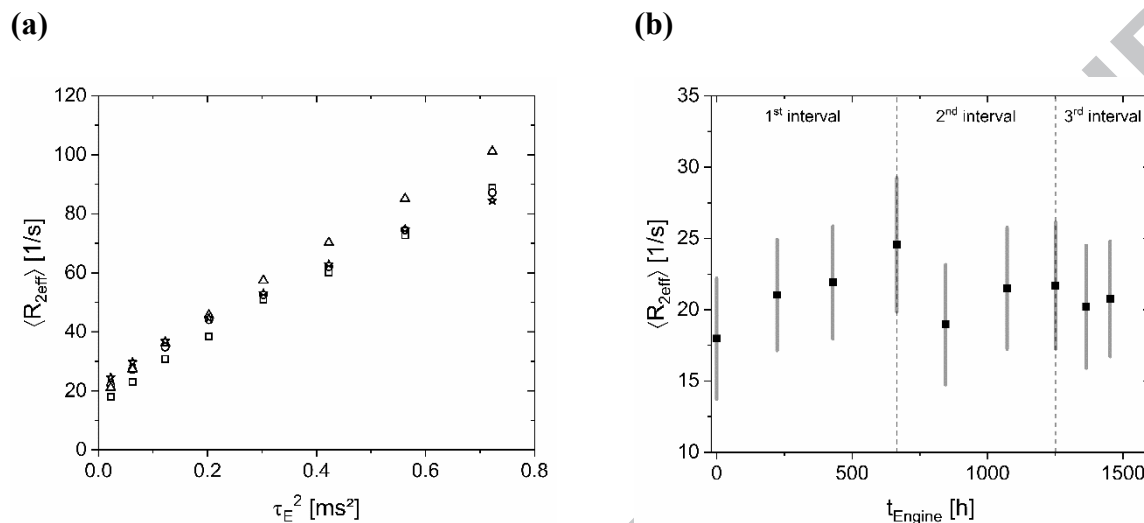 (a)
(b)
120
100
80
60
40
20
0
⟨R2eff⟩ [1/s]
0.0 0.2 0.4 0.6 0.8
τE² [ms²]
35
30
25
20
15
10
⟨R2eff⟩ [1/s]
1st interval 2nd interval 3rd interval
0 500 1000 1500
tEngine [h]